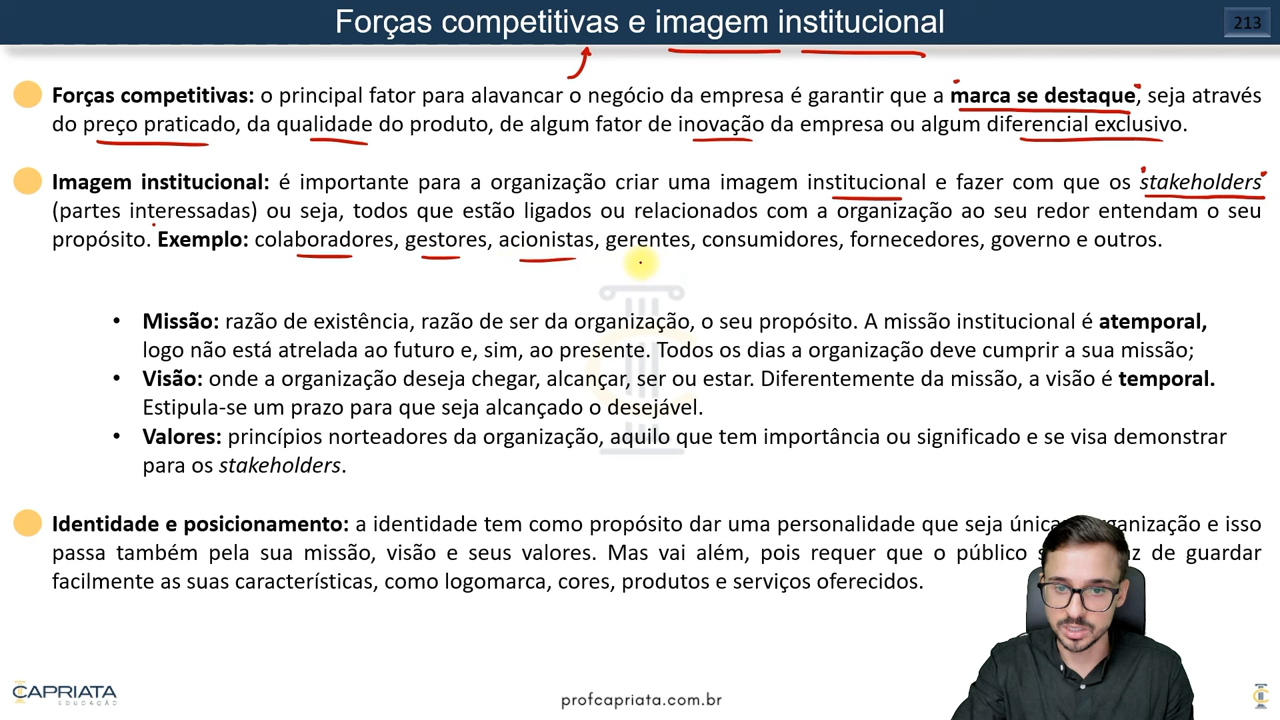 Forças competitivas e imagem institucional
213
Forças competitivas: o principal fator para alavancar o negócio da empresa é garantir que a marca se destaque, seja através
do preço praticado, da qualidade do produto, de algum fator de inovação da empresa ou algum diferencial exclusivo.
Imagem institucional: é importante para a organização criar uma imagem institucional e fazer com que os stakeholders
(partes interessadas) ou seja, todos que estão ligados ou relacionados com a organização ao seu redor entendam o seu
propósito. Exemplo: colaboradores, gestores, acionistas, gerentes, consumidores, fornecedores, governo e outros.
• Missão: razão de existência, razão de ser da organização, o seu propósito. A missão institucional é atemporal,
logo não está atrelada ao futuro e, sim, ao presente. Todos os dias a organização deve cumprir a sua missão;
• Visão: onde a organização deseja chegar, alcançar, ser ou estar. Diferentemente da missão, a visão é temporal.
Estipula-se um prazo para que seja alcançado o desejável.
• Valores: princípios norteadores da organização, aquilo que tem importância ou significado e se visa demonstrar
para os stakeholders.
Identidade e posicionamento: a identidade tem como propósito dar uma personalidade que seja única e isso
passa também pela sua missão, visão e seus valores. Mas vai além, pois requer que o público de guardar
facilmente as suas características, como logomarca, cores, produtos e serviços oferecidos.
CAPRIATA
EDUCAÇÃO
profcapriata.com.br